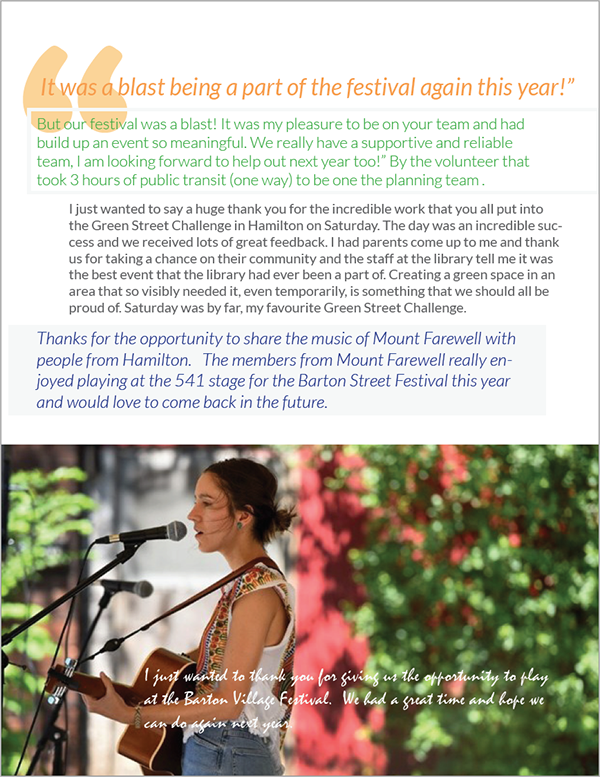 It was a blast being a part of the festival again this year!”
But our festival was a blast! It was my pleasure to be on your team and had
build up an event so meaningful. We really have a supportive and reliable
team, I am looking forward to help out next year too!” By the volunteer that
took 3 hours of public transit (one way) to be one the planning team .
I just wanted to say a huge thank you for the incredible work that you all put into
the Green Street Challenge in Hamilton on Saturday. The day was an incredible suc-
cess and we received lots of great feedback. I had parents come up to me and thank
us for taking a chance on their community and the staff at the library tell me it was
the best event that the library had ever been a part of. Creating a green space in an
area that so visibly needed it, even temporarily, is something that we should all be
proud of. Saturday was by far, my favourite Green Street Challenge.
Thanks for the opportunity to share the music of Mount Farewell with
people from Hamilton. The members from Mount Farewell really en-
joyed playing at the 541 stage for the Barton Street Festival this year
and would love to come back in the future.
I just wanted to thank you for giving us the opportunity to play
at the Barton Village Festival. We had a great time and hope we
can do again next year.